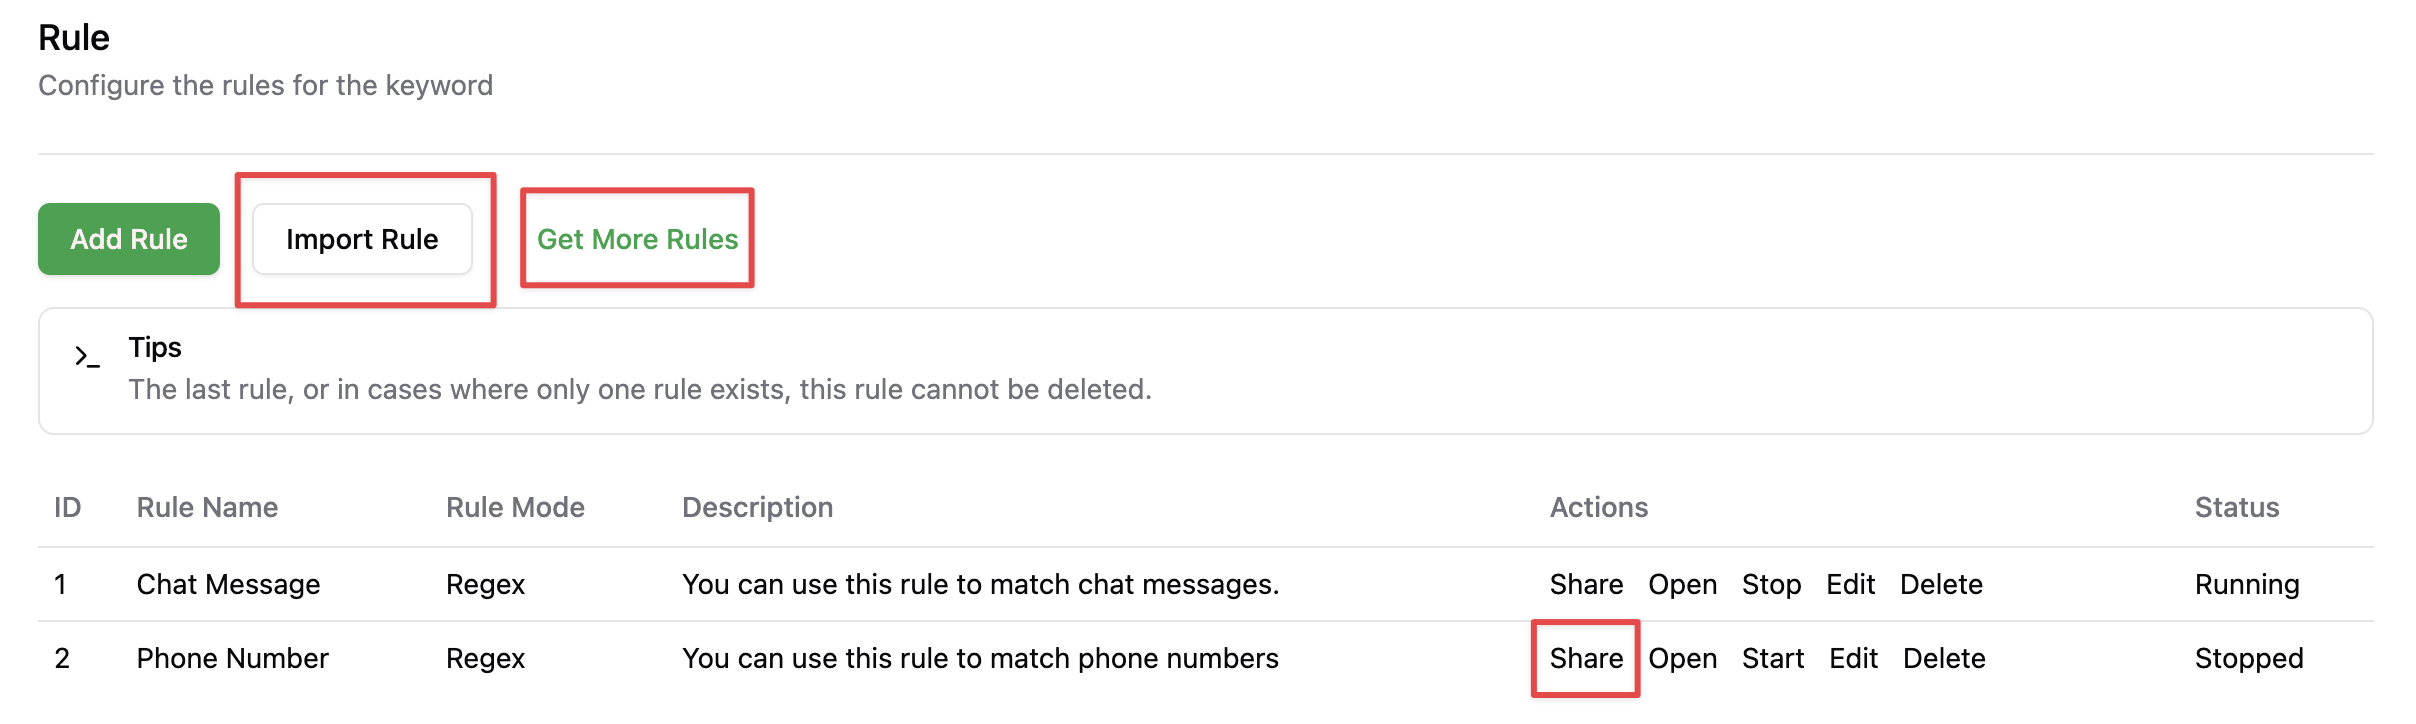 Rule
Configure the rules for the keyword
Add Rule Import Rule Get More Rules
Tips
The last rule, or in cases where only one rule exists, this rule cannot be deleted.
ID Rule Name Rule Mode Description Actions Status
1 Chat Message Regex You can use this rule to match chat messages. Share Open Stop Edit Delete Running
2 Phone Number Regex You can use this rule to match phone numbers Share Open Start Edit Delete Stopped